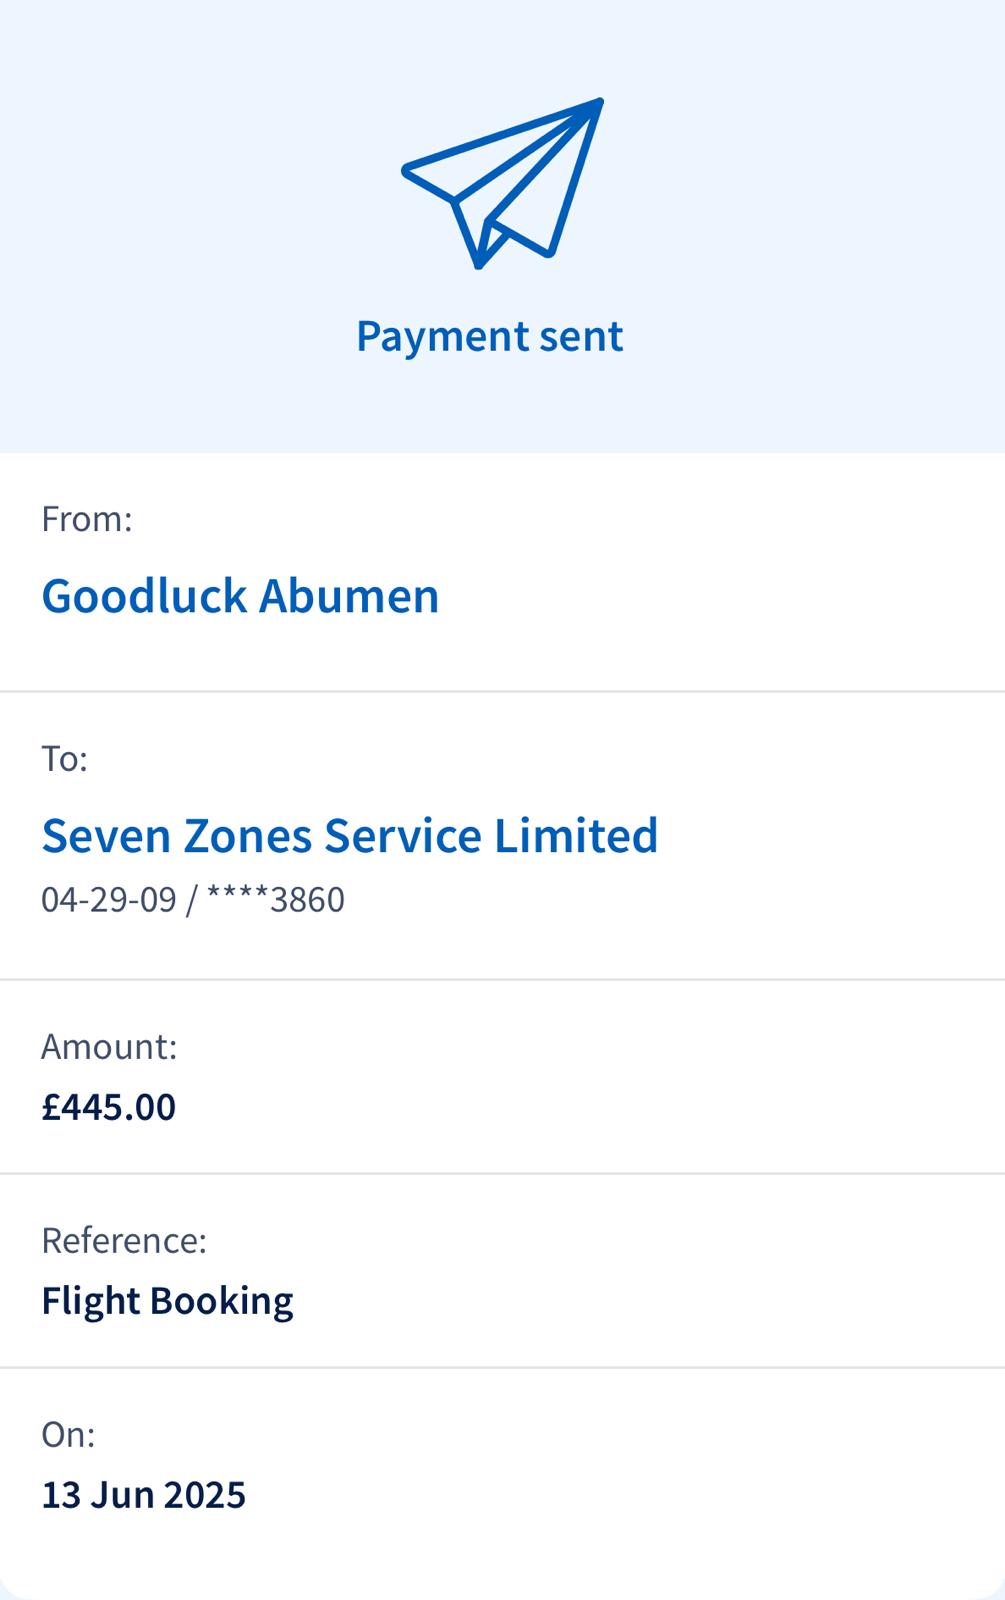 Payment sent
From:
Goodluck Abumen
To:
Seven Zones Service Limited
04-29-09 / ****3860
Amount:
£445.00
Reference:
Flight Booking
On:
13 Jun 2025